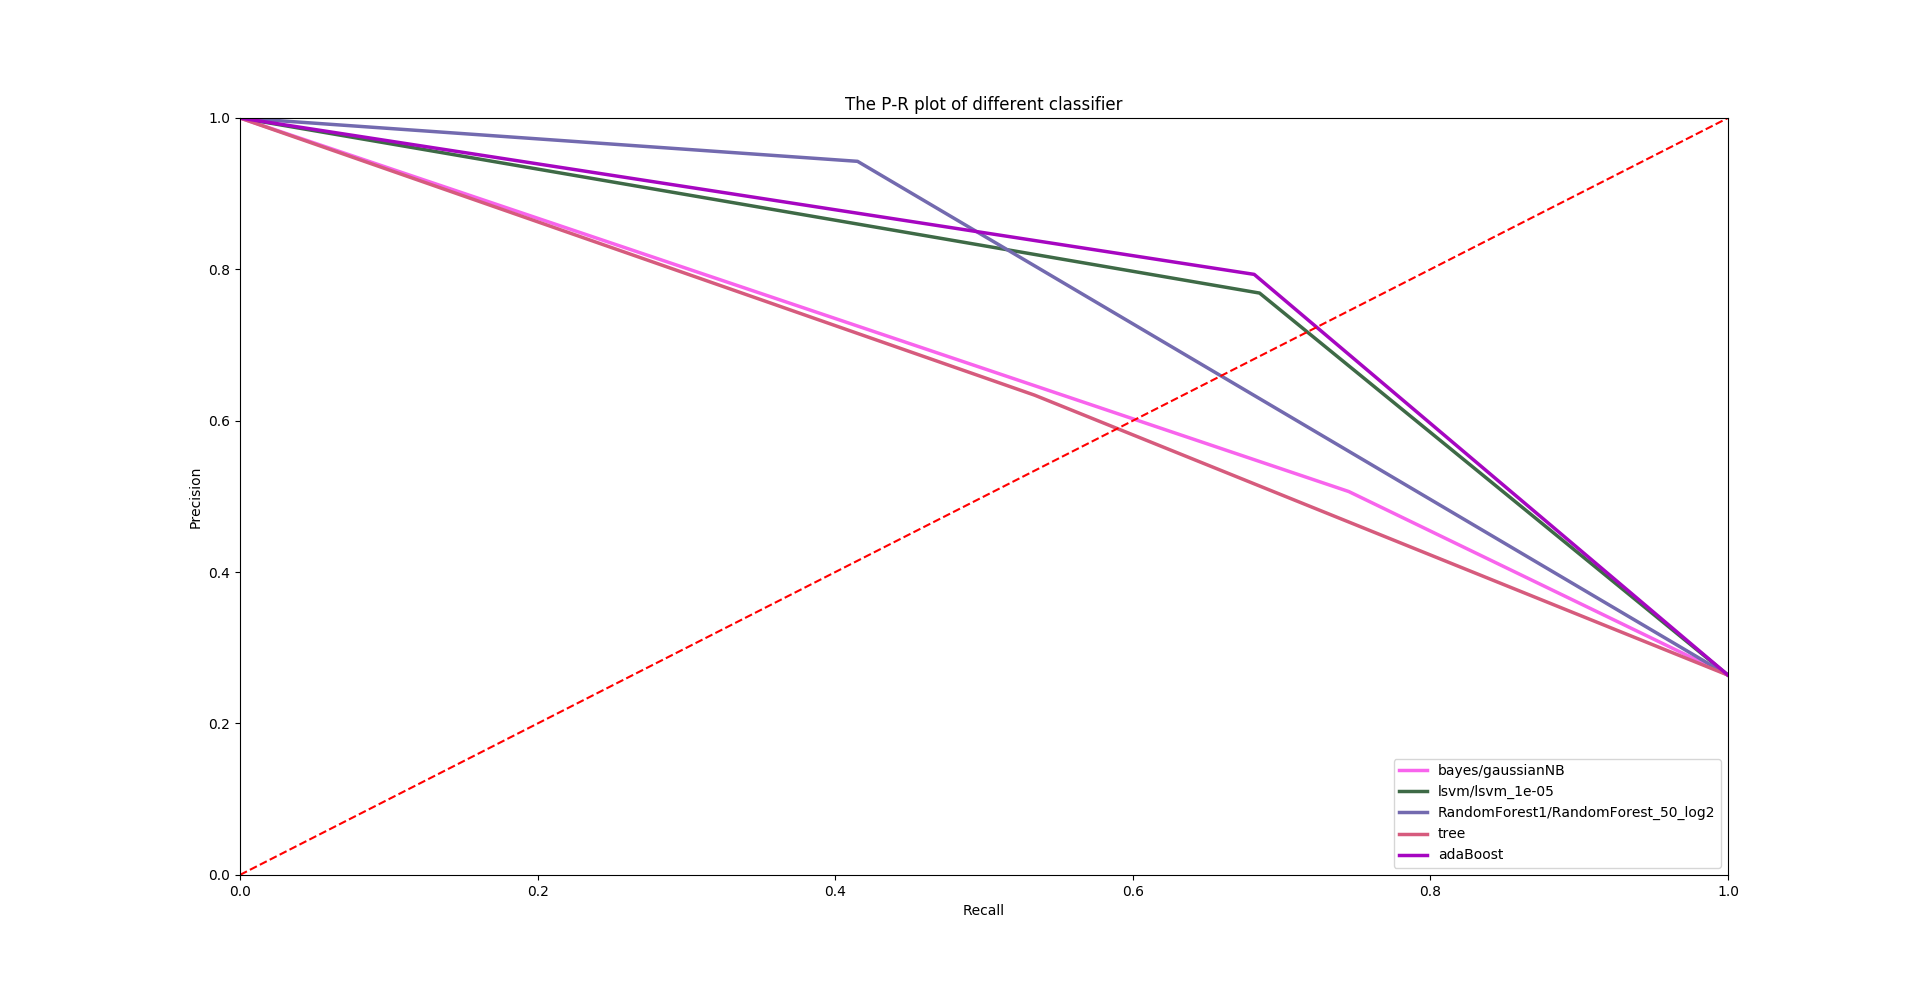 The P-R plot of different classifier
1.0
0.8
0.6
0.4
0.2
0.0
Precision
0.0 0.2 0.4 0.6 0.8 1.0
Recall
bayes/gaussianNB
lsvm/lsvm_1e-05
RandomForest1/RandomForest_50_log2
tree
adaBoost